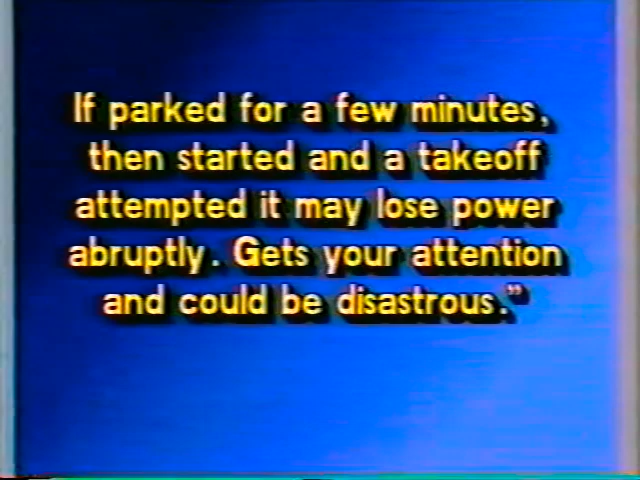 If parked for a few minutes,
then started and a takeoff
attempted it may lose power
abruptly. Gets your attention
and could be disastrous."